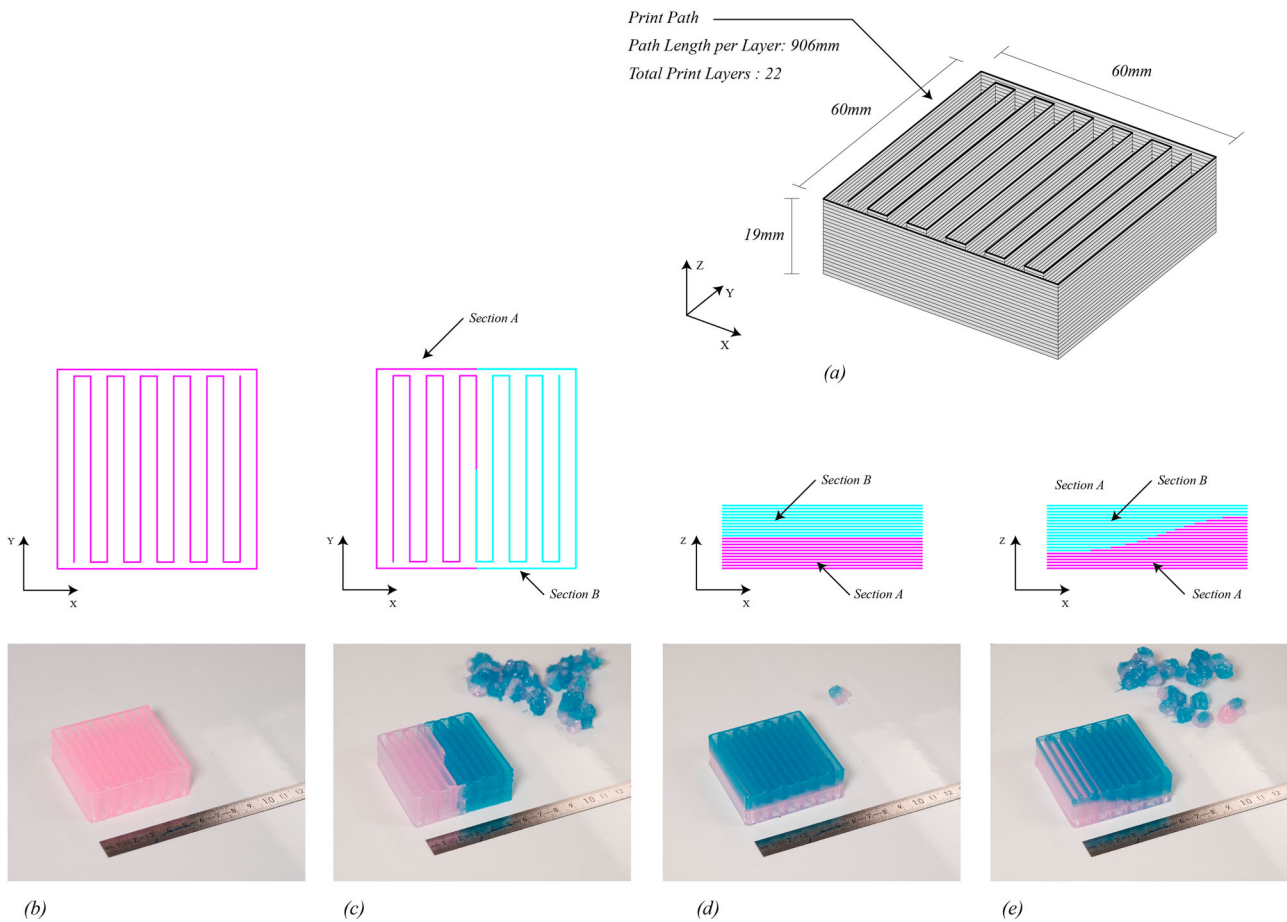 Print Path
Path Length per Layer: 906mm
Total Print Layers : 22
60mm
60mm
19mm
Z
Y
X
(a)
Section A
Section B
Y
X
Y
X
Section B
Section A
Z
X
Section A
Section B
Section A
Z
X
(b)
(c)
(d)
(e)